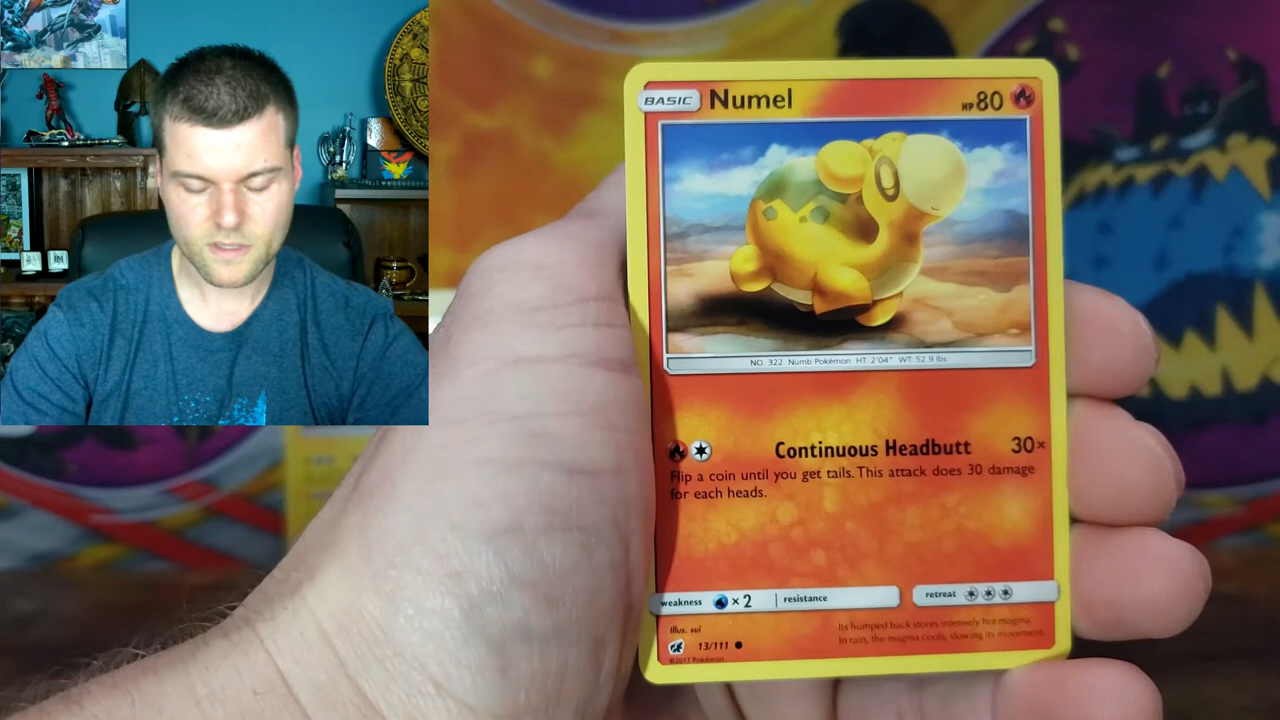 BASIC Numel HP 80
NO. 322 Numb Pokémon HT: 2'04" WT: 52.9 lbs
Continuous Headbutt 30×
Flip a coin until you get tails. This attack does 30 damage
for each heads.
weakness × 2 resistance retreat
Illus. sui
13/111
©2017 Pokémon
Its humped back stores intensely hot magma.
In rain, the magma cools, slowing its movement.